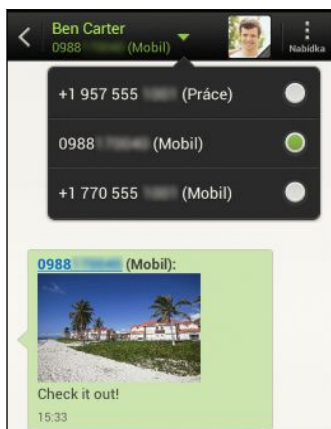 Ben Carter
0988 (Mobil)
Nabídka
+1 957 555 (Práce)
0988 (Mobil)
+1 770 555 (Mobil)
0988 (Mobil):
Check it out!
15:33